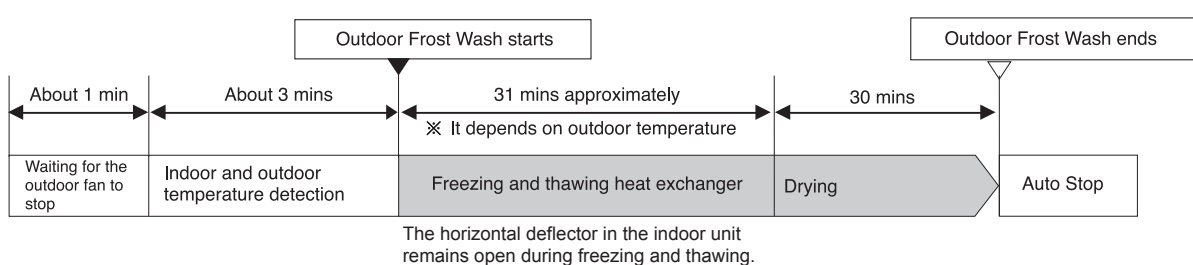 Outdoor Frost Wash starts
Outdoor Frost Wash ends
About 1 min
About 3 mins
31 mins approximately
30 mins
※ It depends on outdoor temperature
Waiting for the
outdoor fan to
stop
Indoor and outdoor
temperature detection
Freezing and thawing heat exchanger
Drying
Auto Stop
The horizontal deflector in the indoor unit
remains open during freezing and thawing.